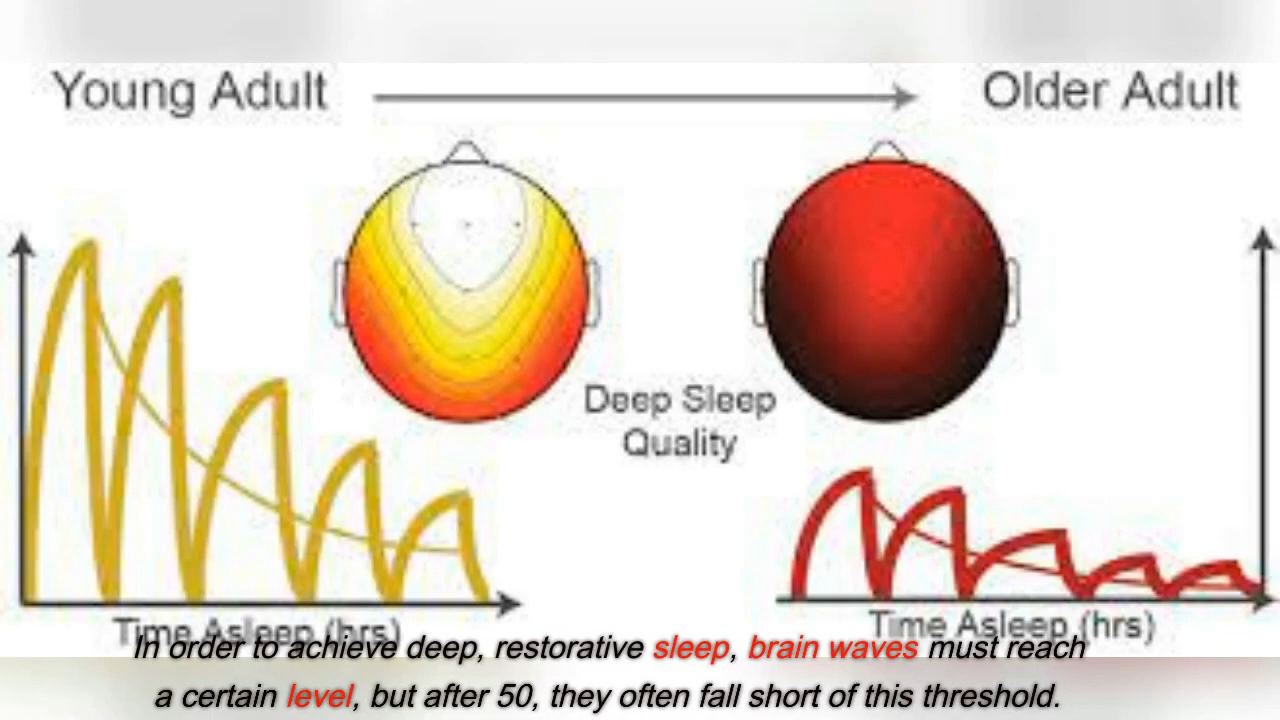 Young Adult
Older Adult
Deep Sleep
Quality
Time Asleep (hrs)
Time Asleep (hrs)
In order to achieve deep, restorative sleep, brain waves must reach
a certain level, but after 50, they often fall short of this threshold.